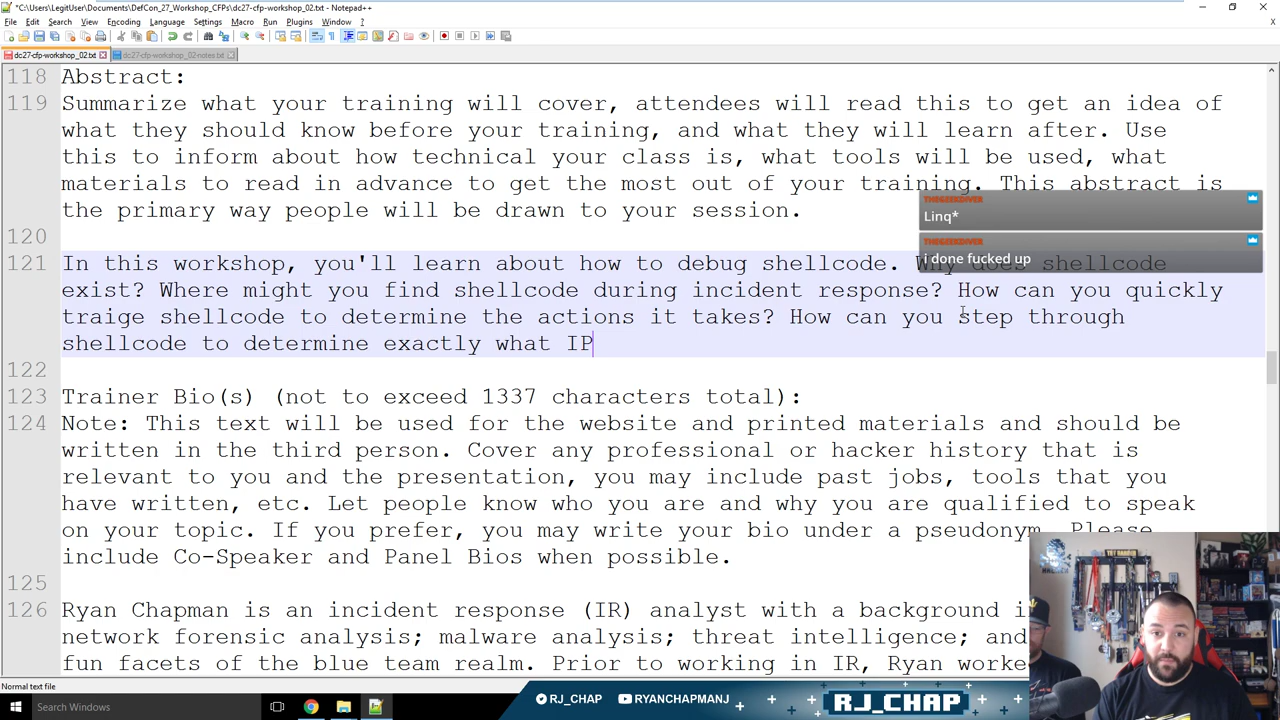 *C:\Users\LegitUser\Documents\DefCon_27_Workshop_CFPs\dc27-cfp-workshop_02.txt - Notepad++
File Edit Search View Encoding Language Settings Tools Macro Run Plugins Window ?
dc27-cfp-workshop_02.txt dc27-cfp-workshop_02 notes.txt
118 Abstract:
119 Summarize what your training will cover, attendees will read this to get an idea of
what they should know before your training, and what they will learn after. Use
this to inform about how technical your class is, what tools will be used, what
materials to read in advance to get the most out of your training. This abstract is
the primary way people will be drawn to your session.
THEGEEKDIVER
Linq*
THEGEEKDIVER
i done fucked up
120
121 In this workshop, you'll learn about how to debug shellcode. Why does shellcode
exist? Where might you find shellcode during incident response? How can you quickly
traige shellcode to determine the actions it takes? How can you step through
shellcode to determine exactly what IP
122
123 Trainer Bio(s) (not to exceed 1337 characters total):
124 Note: This text will be used for the website and printed materials and should be
written in the third person. Cover any professional or hacker history that is
relevant to you and the presentation, you may include past jobs, tools that you
have written, etc. Let people know who you are and why you are qualified to speak
on your topic. If you prefer, you may write your bio under a pseudonym. Please
include Co-Speaker and Panel Bios when possible.
125
126 Ryan Chapman is an incident response (IR) analyst with a background i
network forensic analysis; malware analysis; threat intelligence; and
fun facets of the blue team realm. Prior to working in IR, Ryan worke
Normal text file
Search Windows
RJ_CHAP RYANCHAPMANJ RJ_CHAP